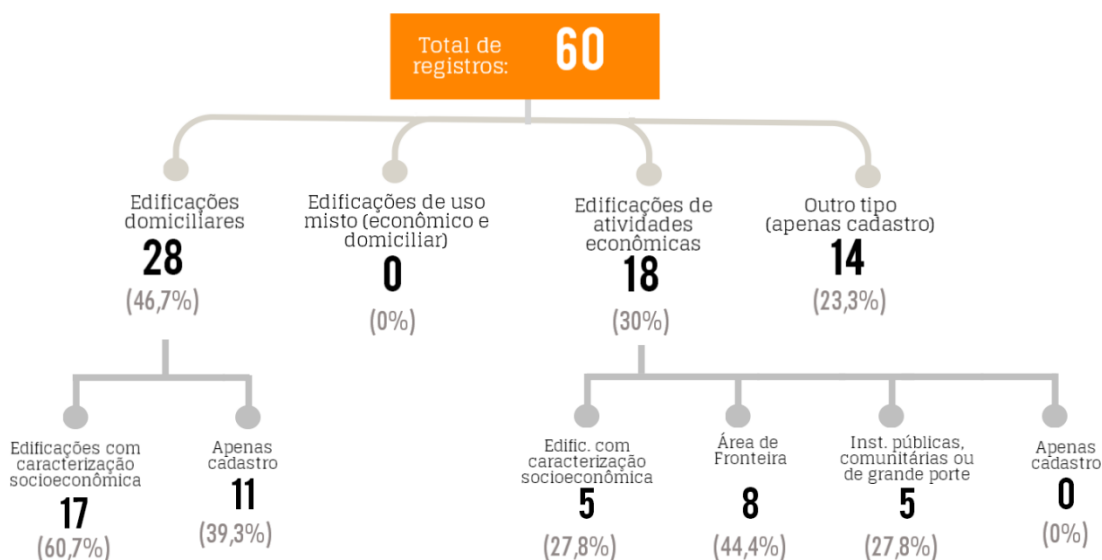 Total de
registros:
60
Edificações
domiciliares
28
(46,7%)
Edificações de uso
misto (econômico e
domiciliar)
0
(0%)
Edificações de
atividades
econômicas
18
(30%)
Outro tipo
(apenas cadastro)
14
(23,3%)
Edificações com
caracterização
socioeconômica
17
(60,7%)
Apenas
cadastro
11
(39,3%)
Edific. com
caracterização
socioeconômica
5
(27,8%)
Área de
Fronteira
8
(44,4%)
Inst. públicas,
comunitárias ou
de grande porte
5
(27,8%)
Apenas
cadastro
0
(0%)